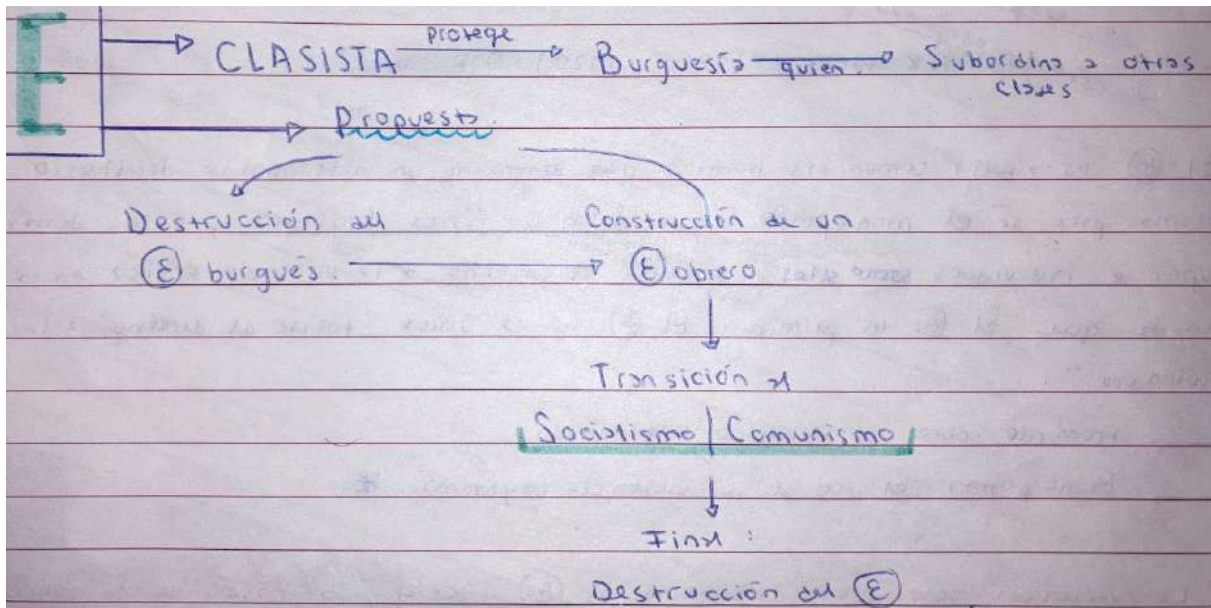 E
CLASISTA protege Burguesía quien Subordina a otras
clases
Propuesta
Destrucción del
Construcción de un
Ⓔ burgués
Ⓔ obrero
Transición al
Socialismo | Comunismo
Final :
Destrucción del Ⓔ